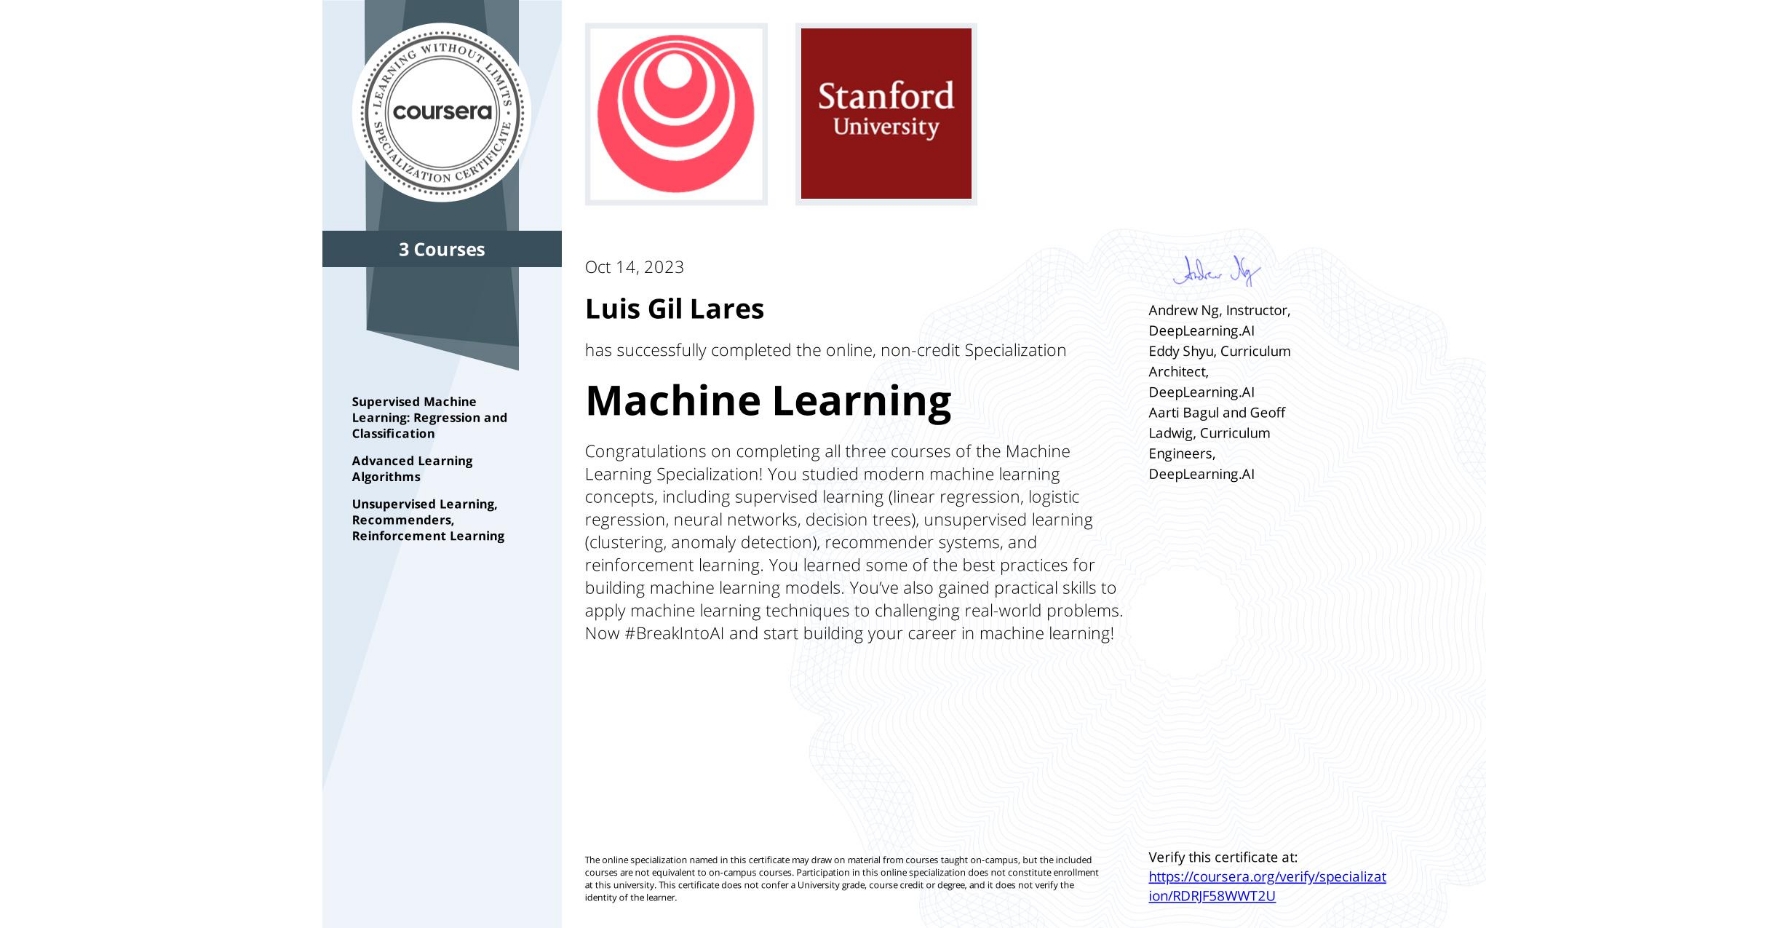 LEARNING WITHOUT LIMITS
coursera
SPECIALIZATION CERTIFICATE
Stanford
University
3 Courses
Supervised Machine
Learning: Regression and
Classification
Advanced Learning
Algorithms
Unsupervised Learning,
Recommenders,
Reinforcement Learning
Oct 14, 2023
Luis Gil Lares
has successfully completed the online, non-credit Specialization
Machine Learning
Congratulations on completing all three courses of the Machine
Learning Specialization! You studied modern machine learning
concepts, including supervised learning (linear regression, logistic
regression, neural networks, decision trees), unsupervised learning
(clustering, anomaly detection), recommender systems, and
reinforcement learning. You learned some of the best practices for
building machine learning models. You’ve also gained practical skills to
apply machine learning techniques to challenging real-world problems.
Now #BreakIntoAI and start building your career in machine learning!
Andrew Ng
Andrew Ng, Instructor,
DeepLearning.AI
Eddy Shyu, Curriculum
Architect,
DeepLearning.AI
Aarti Bagul and Geoff
Ladwig, Curriculum
Engineers,
DeepLearning.AI
The online specialization named in this certificate may draw on material from courses taught on-campus, but the included
courses are not equivalent to on-campus courses. Participation in this online specialization does not constitute enrollment
at this university. This certificate does not confer a University grade, course credit or degree, and it does not verify the
identity of the learner.
Verify this certificate at:
https://coursera.org/verify/specializat
ion/RDRJF58WWT2U